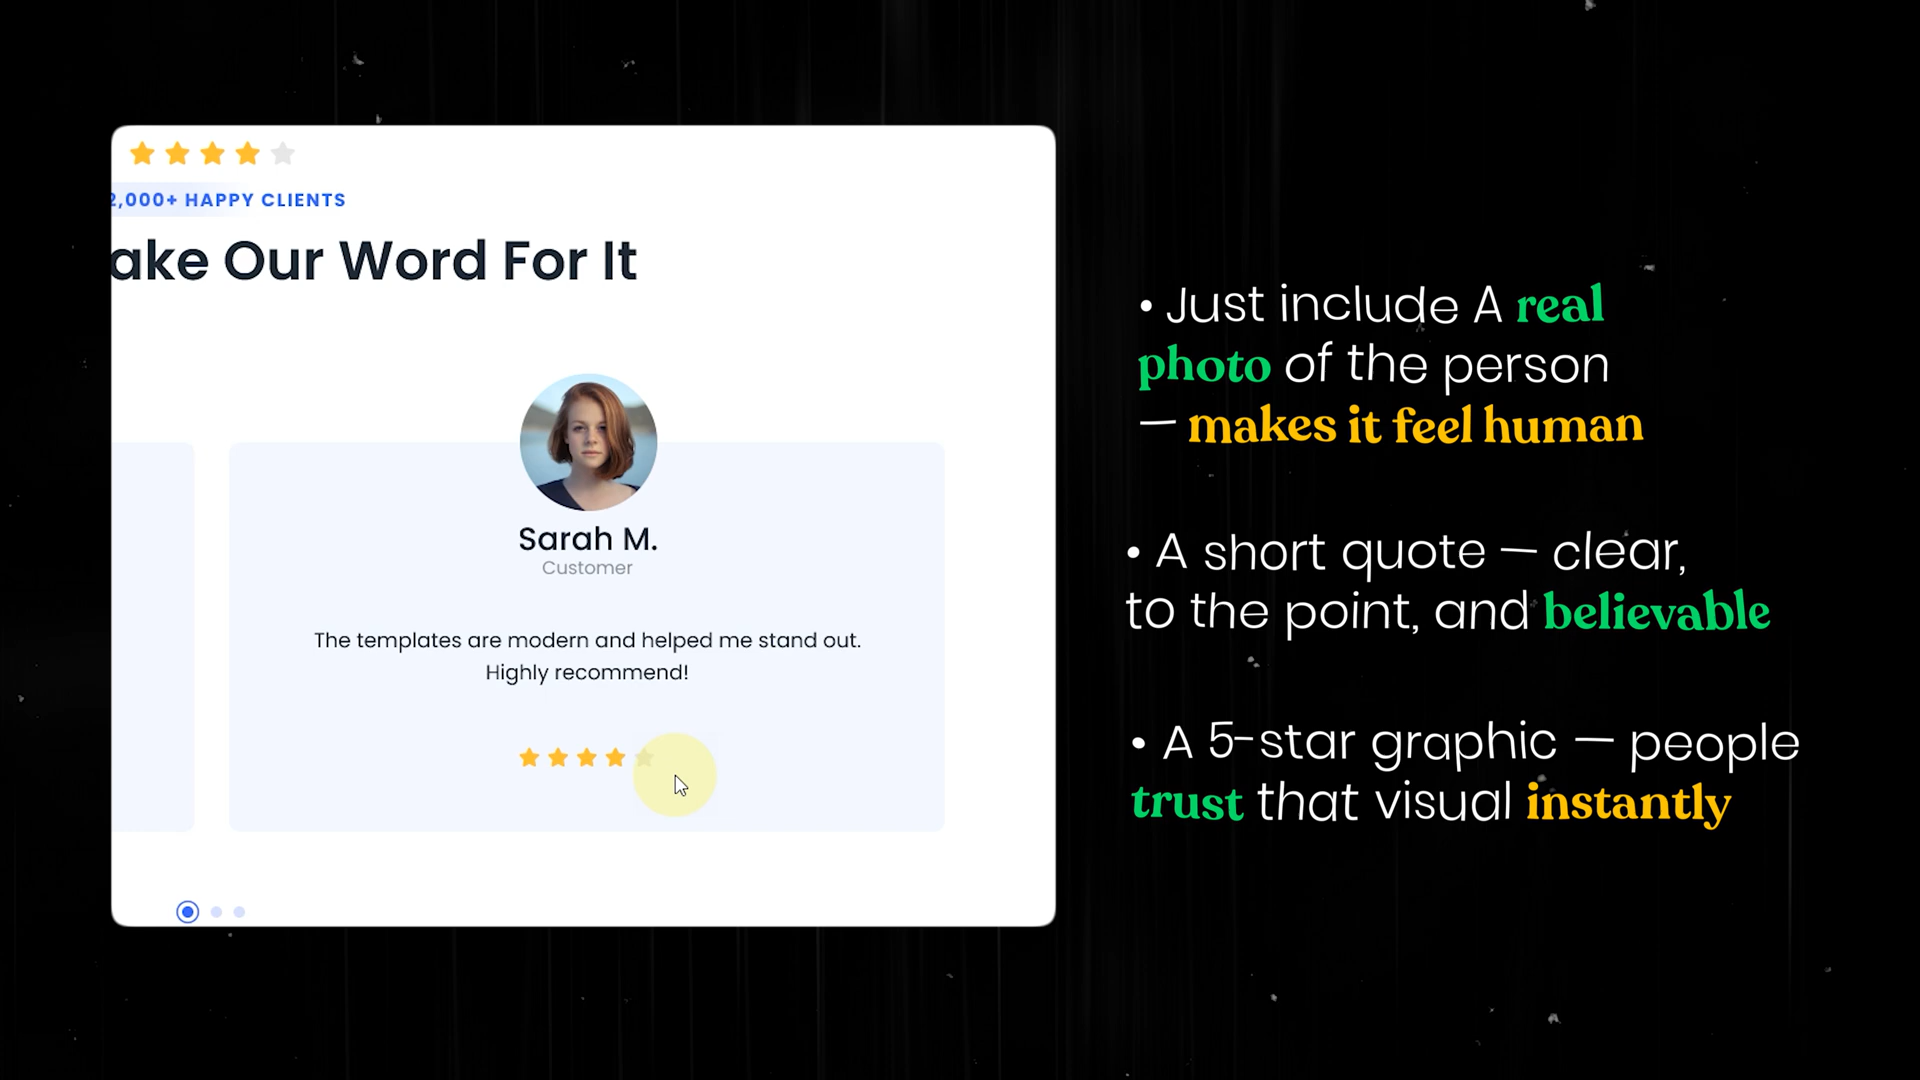 2,000+ HAPPY CLIENTS
ake Our Word For It
Sarah M.
Customer
The templates are modern and helped me stand out.
Highly recommend!
• Just include A real
photo of the person
— makes it feel human
• A short quote — clear,
to the point, and believable
• A 5-star graphic — people
trust that visual instantly